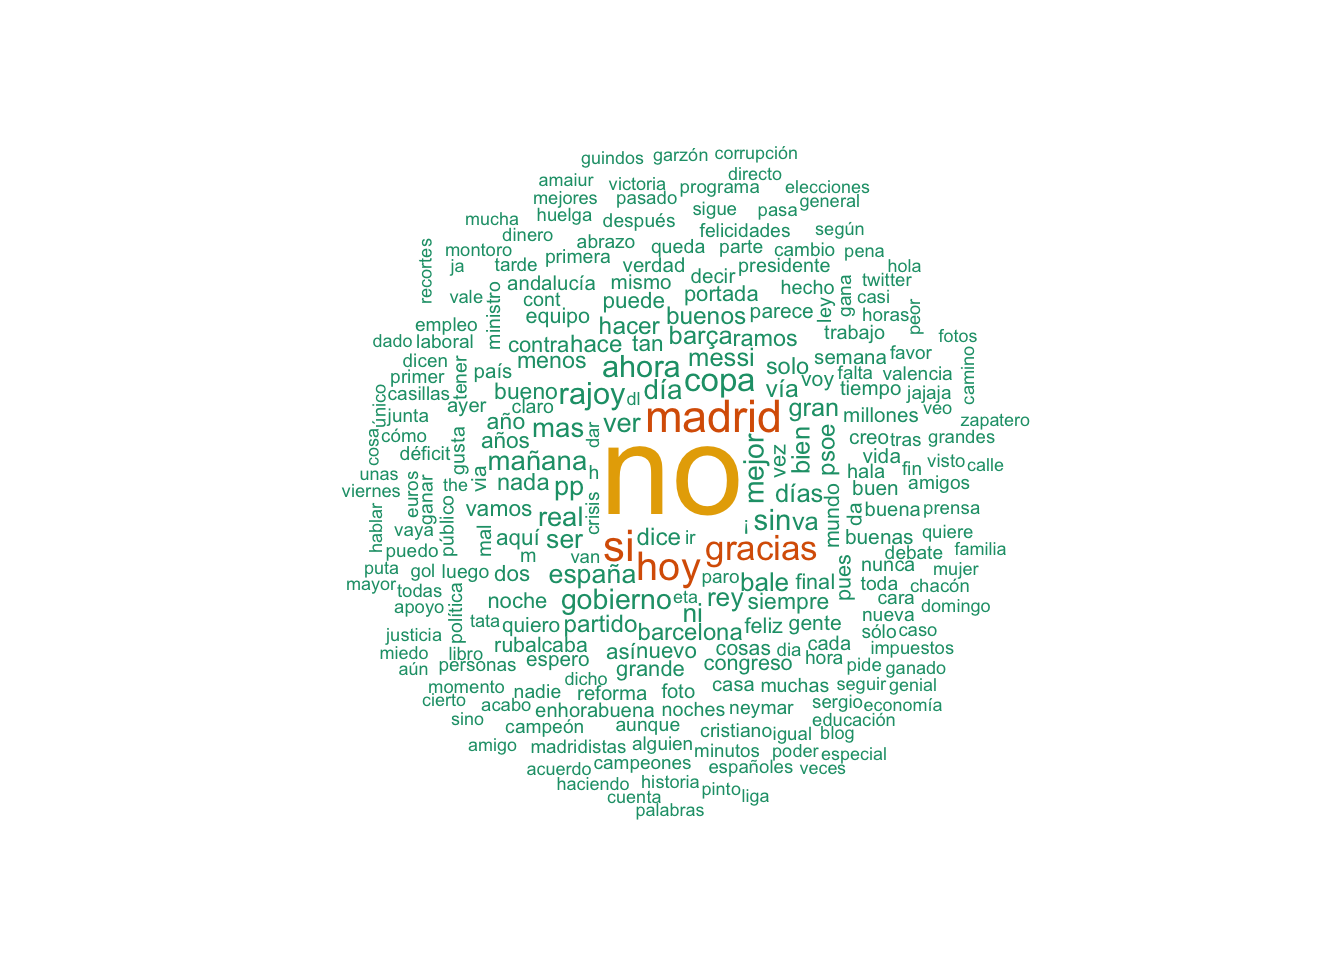 guindos garzón corrupción
directo
amaiur victoria programa elecciones
mejores pasado general
mucha huelga después sigue pasa
dinero felicidades según
montoro abrazo queda parte cambio pena
recortes ja tarde primera verdad presidente hola
andalucía mismo decir hecho gana twitter
vale ministro cont puede portada ley casi
empleo equipo hacer buenos parece horas peor
dado laboral contra hace tan barça ramos trabajo fotos
dicen tener país menos messi solo semana favor camino
primer ahora copa vía voy falta valencia
casillas único bueno rajoy dl día tiempo jajaja
junta ayer claro madrid gran millones veo zapatero
cosa cómo año mas dar ver
gusta años bien psoe creo tras grandes
déficit mañana no mejor vez vida visto calle
unas euros via the nada pp h hala fin amigos
viernes ganar días mundo buen
hablar vaya público vamos real crisis ¡ sin va da buena prensa
mal aquí ser si dice ir gracias buenas quiere
puedo m van hoy debate familia
puta gol luego dos españa paro bale final pues nunca mujer
mayor todas toda chacón
apoyo política noche gobierno eta rey siempre cara domingo
tata quiero partido ni feliz gente nueva
justicia barcelona sólo caso
miedo libro rubalcaba así nuevo cosas dia cada impuestos
aún personas espero grande congreso hora pide ganado
momento dicho casa muchas seguir genial
cierto acabo nadie reforma foto sergio economía
sino enhorabuena noches neymar educación
campeón aunque cristiano igual blog
amigo madridistas alguien minutos poder especial
acuerdo campeones españoles veces
haciendo historia pinto liga
cuenta
palabras